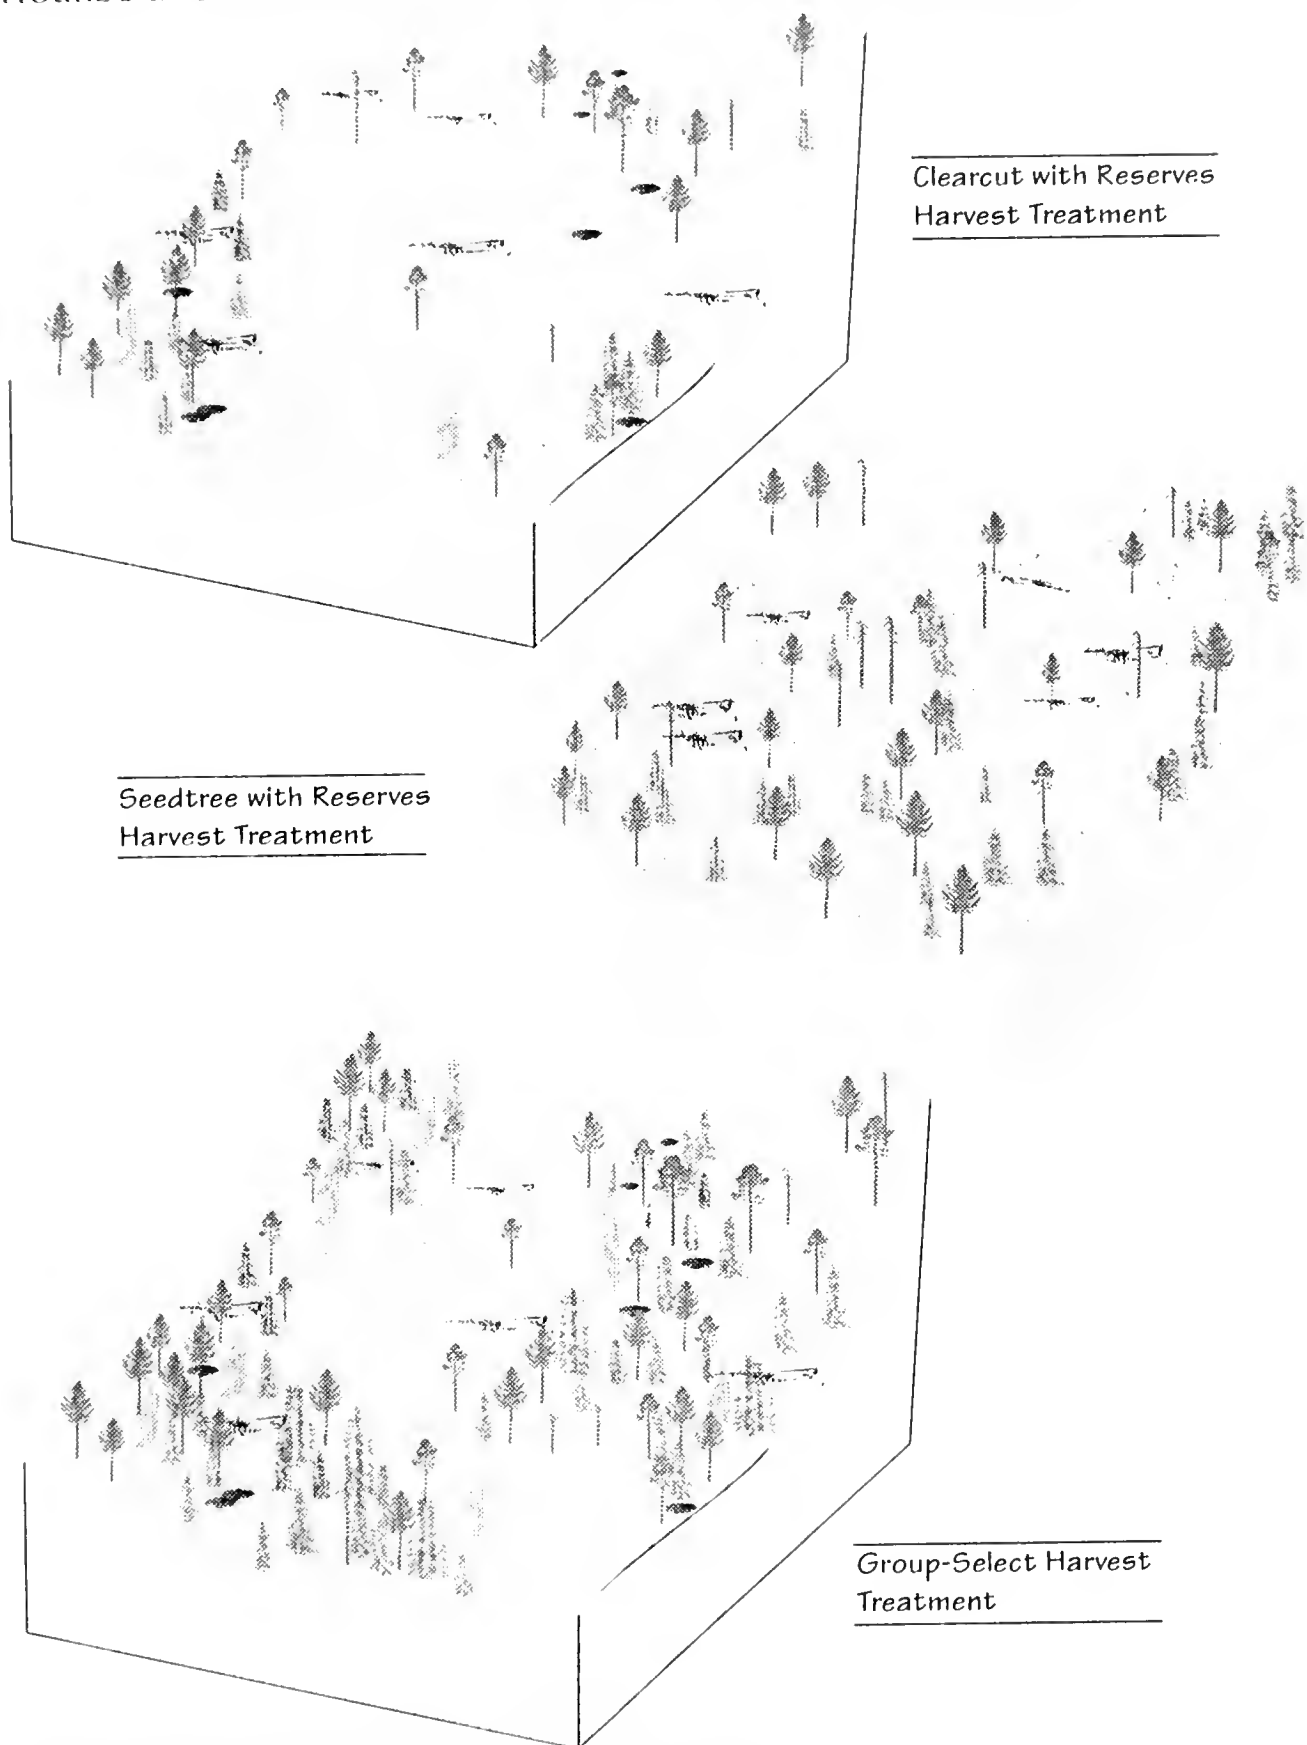 Clearcut with Reserves
Harvest Treatment
Seedtree with Reserves
Harvest Treatment
Group-Select Harvest
Treatment